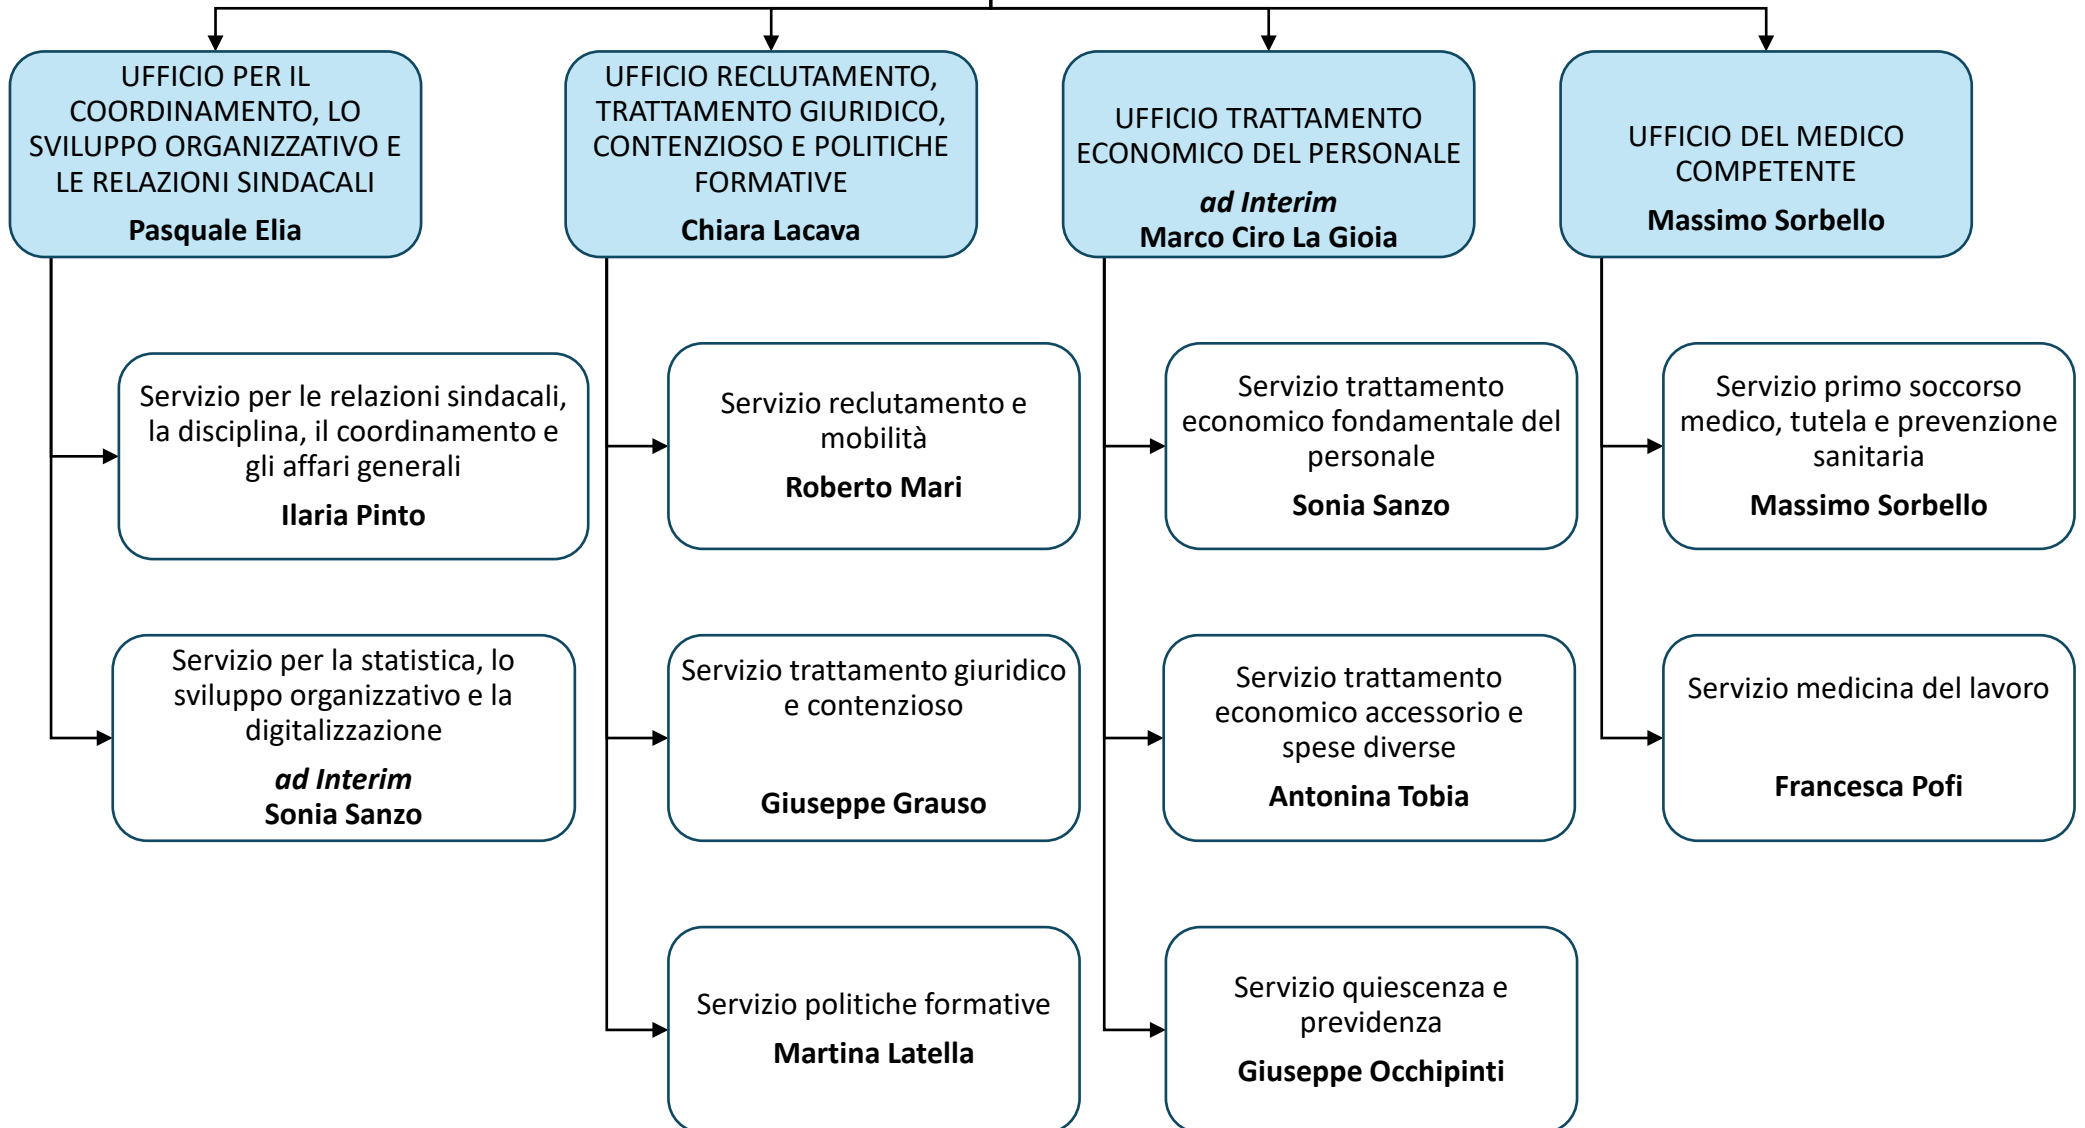 UFFICIO PER IL
COORDINAMENTO, LO
SVILUPPO ORGANIZZATIVO E
LE RELAZIONI SINDACALI
Pasquale Elia
UFFICIO RECLUTAMENTO,
TRATTAMENTO GIURIDICO,
CONTENZIOSO E POLITICHE
FORMATIVE
Chiara Lacava
UFFICIO TRATTAMENTO
ECONOMICO DEL PERSONALE
ad Interim
Marco Ciro La Gioia
UFFICIO DEL MEDICO
COMPETENTE
Massimo Sorbello
Servizio per le relazioni sindacali,
la disciplina, il coordinamento e
gli affari generali
Ilaria Pinto
Servizio reclutamento e
mobilità
Roberto Mari
Servizio trattamento
economico fondamentale del
personale
Sonia Sanzo
Servizio primo soccorso
medico, tutela e prevenzione
sanitaria
Massimo Sorbello
Servizio per la statistica, lo
sviluppo organizzativo e la
digitalizzazione
ad Interim
Sonia Sanzo
Servizio trattamento giuridico
e contenzioso
Giuseppe Grauso
Servizio trattamento
economico accessorio e
spese diverse
Antonina Tobia
Servizio medicina del lavoro
Francesca Pofi
Servizio politiche formative
Martina Latella
Servizio quiescenza e
previdenza
Giuseppe Occhipinti